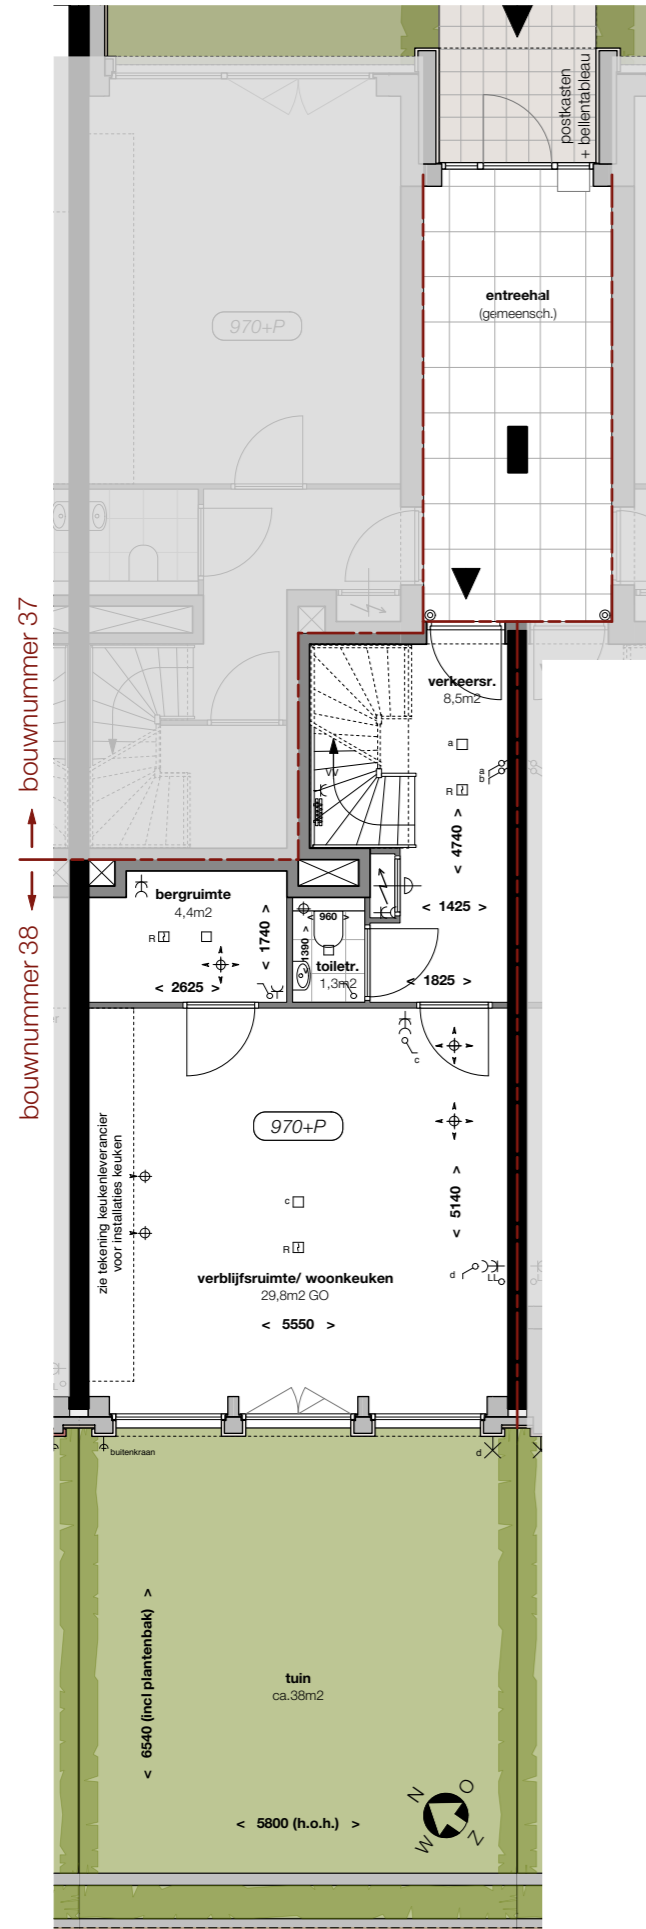 postkasten
+ bellentableau
entreehal
(gemeensch.)
970+P
bouwnummer 37
verkeersr.
8,5m2
a
a
b
R
VV
< 4740 >
< 1425 >
bouwnummer 38
bergruimte
4,4m2
R
< 1740 >
< 2625 >
< 960 >
< 1390 >
toiletr.
1,3m2
< 1825 >
c
970+P
zie tekening keukenleverancier
voor installaties keuken
c
R
< 5140 >
d
LL
verblijfsruimte/ woonkeuken
29,8m2 GO
< 5550 >
buitenkraan
d
< 6540 (incl plantenbak) >
tuin
ca.38m2
< 5800 (h.o.h.) >
N
O
W
Z